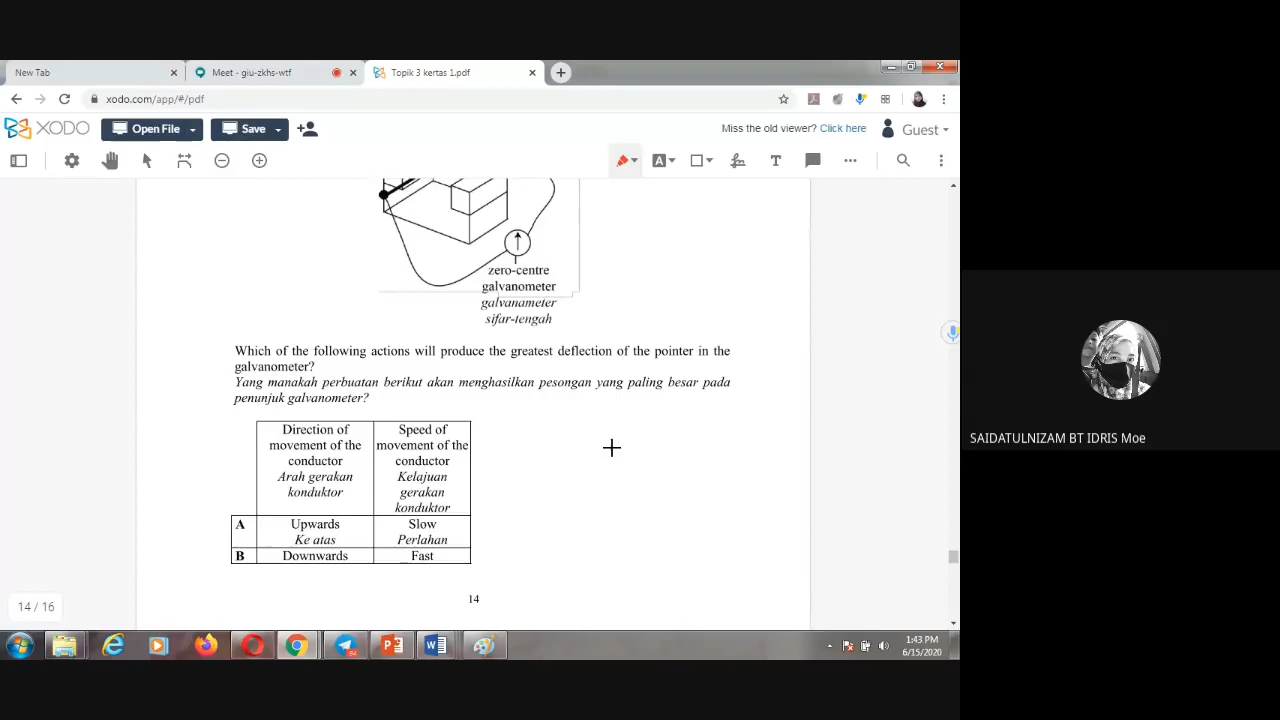 New Tab
Meet - giu-zkhs-wtf
Topik 3 kertas 1.pdf
xodo.com/app/#/pdf
XODO
Open File
Save
Miss the old viewer? Click here
Guest
A
T
zero-centre
galvanometer
galvanameter
sifar-tengah
Which of the following actions will produce the greatest deflection of the pointer in the
galvanometer?
Yang manakah perbuatan berikut akan menghasilkan pesongan yang paling besar pada
penunjuk galvanometer?
Direction of
movement of the
conductor
Arah gerakan
konduktor
Speed of
movement of the
conductor
Kelajuan
gerakan
konduktor
A
Upwards
Ke atas
Slow
Perlahan
B
Downwards
Fast
14
14 / 16
1:43 PM
6/15/2020
SAIDATULNIZAM BT IDRIS Moe